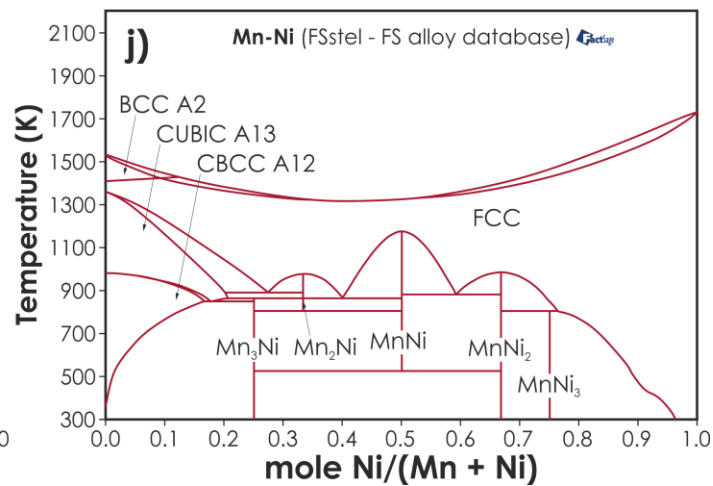 j)
Mn-Ni (FSstel - FS alloy database) FactSage
Temperature (K)
2100
1900
1700
1500
1300
1100
900
700
500
300
BCC A2
CUBIC A13
CBCC A12
FCC
Mn₃Ni
Mn₂Ni
MnNi
MnNi₂
MnNi₃
0
0.0 0.1 0.2 0.3 0.4 0.5 0.6 0.7 0.8 0.9 1.0
mole Ni/(Mn + Ni)